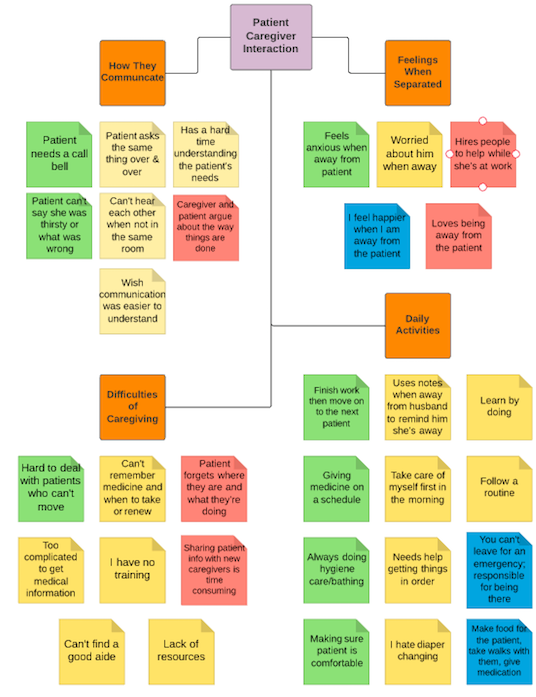 Patient
Caregiver
Interaction
How They
Communcate
Feelings
When
Separated
Patient
needs a call
bell
Patient asks
the same
thing over &
over
Has a hard
time
understanding
the patient's
needs
Patient can't
say she was
thirsty or
what was
wrong
Can't hear
each other
when not in
the same
room
Caregiver and
patient argue
about the way
things are
done
Wish
communication
was easier to
understand
Feels
anxious when
away from
patient
Worried
about him
when away
Hires people
to help while
she's at work
I feel happier
when I am
away from
the patient
Loves being
away from
the patient
Daily
Activities
Difficulties
of
Caregiving
Hard to deal
with patients
who can't
move
Can't
remember
medicine and
when to take
or renew
Patient
forgets where
they are and
what they're
doing
Too
complicated
to get
medical
information
I have no
training
Sharing patient
info with new
caregivers is
time
consuming
Can't find a
good aide
Lack of
resources
Finish work
then move on
to the next
patient
Uses notes
when away
from husband
to remind him
she's away
Learn by
doing
Giving
medicine on
a schedule
Take care of
myself first in
the morning
Follow a
routine
Always doing
hygiene
care/bathing
Needs help
getting things
in order
You can't
leave for an
emergency;
responsible
for being
there
Making sure
patient is
comfortable
I hate diaper
changing
Make food for
the patient,
take walks with
them, give
medication